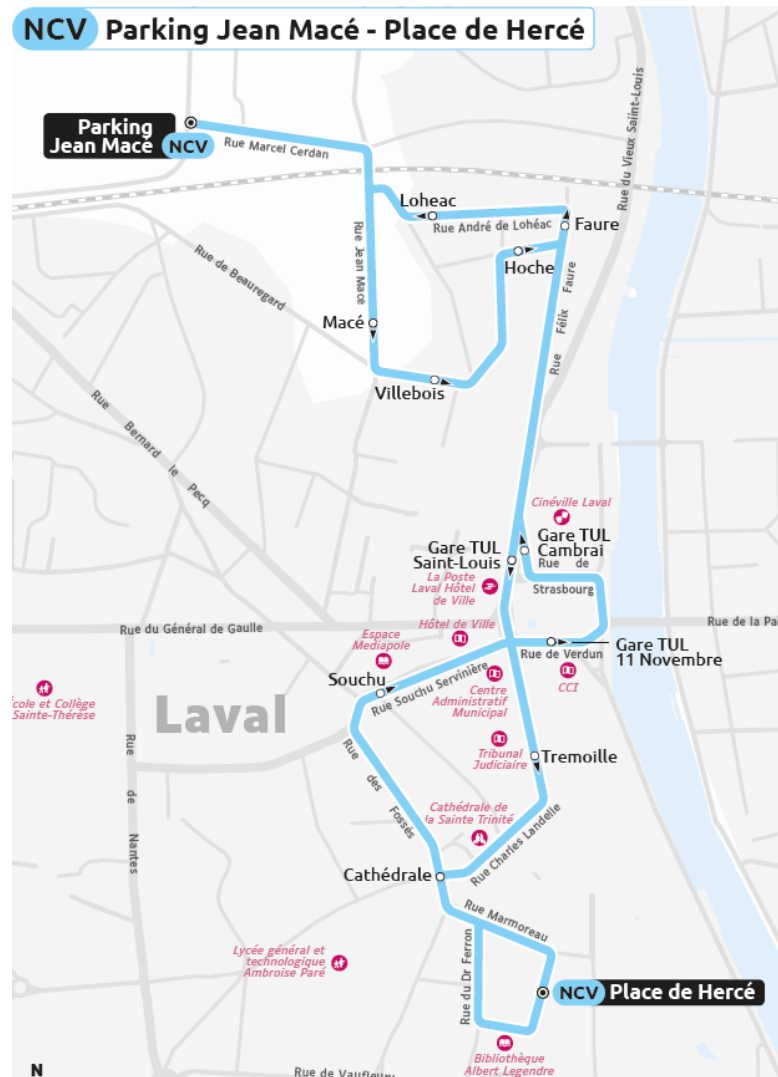 NCV Parking Jean Macé - Place de Hercé
Parking
Jean Macé NCV
Rue Marcel Cerdan
Rue du Vieux Saiint-Louis
Loheac
Rue André de Lohéac
Faure
Hoche
Rue de Beauregard
Rue Jean Macé
Rue Félix Faure
Macé
Villebois
Rue Bernard le Pecq
Cinéville Laval
Gare TUL
Cambrai
Gare TUL
Saint-Louis
Rue de
Strasbourg
La Poste
Laval Hôtel
de Ville
Rue du Général de Gaulle
Hôtel de Ville
Rue de la Pai
Espace
Mediapole
Rue de Verdun
Gare TUL
11 Novembre
Souchu
Rue Souchu Servinière
Centre
Administratif
Municipal
CCI
École et Collège
Sainte-Thérèse
Laval
Rue de Nantes
Rue des Fossés
Tribunal
Judiciaire
Tremoille
Cathédrale de
la Sainte Trinité
Rue Charles Landelle
Cathédrale
Rue Marmoreau
Lycée général et
technologique
Ambroise Paré
Rue du Dr Ferron
NCV Place de Hercé
Bibliothèque
Albert Legendre
N
Rue de Vaufleury